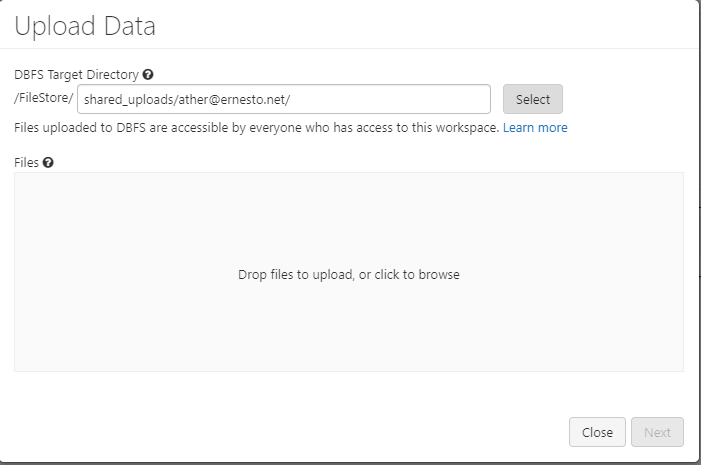 Upload Data
DBFS Target Directory ?
/FileStore/ shared_uploads/ather@ernesto.net/ Select
Files uploaded to DBFS are accessible by everyone who has access to this workspace. Learn more
Files ?
Drop files to upload, or click to browse
Close Next